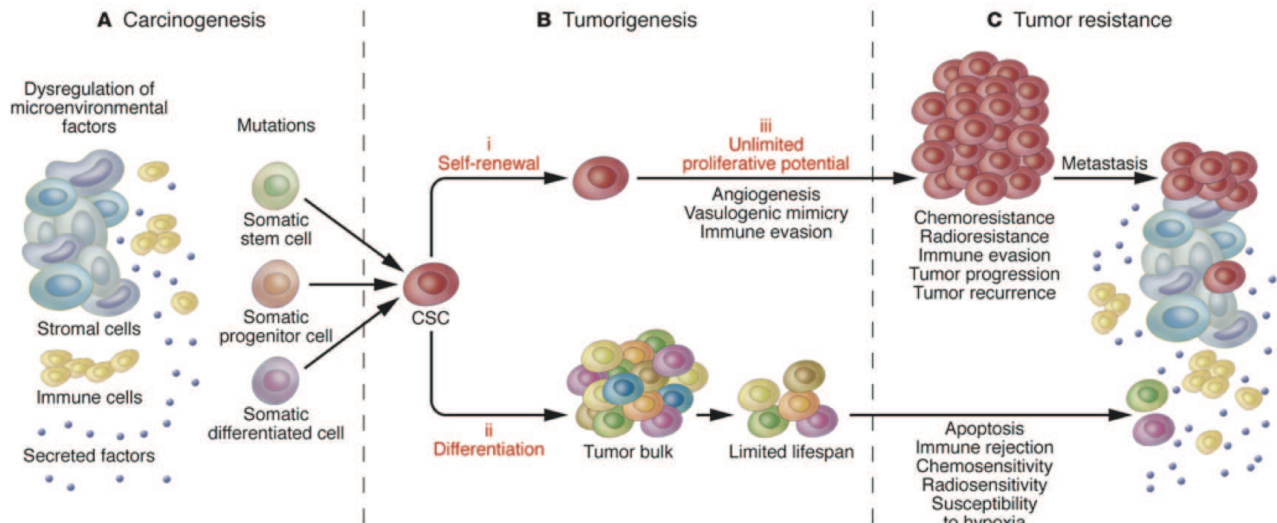 A Carcinogenesis
Dysregulation of
microenvironmental
factors
Stromal cells
Immune cells
Secreted factors
Mutations
Somatic
stem cell
Somatic
progenitor cell
Somatic
differentiated cell
B Tumorigenesis
CSC
i
Self-renewal
iii
Unlimited
proliferative potential
Angiogenesis
Vasulogenic mimicry
Immune evasion
ii
Differentiation
Tumor bulk
Limited lifespan
C Tumor resistance
Chemoresistance
Radioresistance
Immune evasion
Tumor progression
Tumor recurrence
Metastasis
Apoptosis
Immune rejection
Chemosensitivity
Radiosensitivity
Susceptibility
to hypoxia